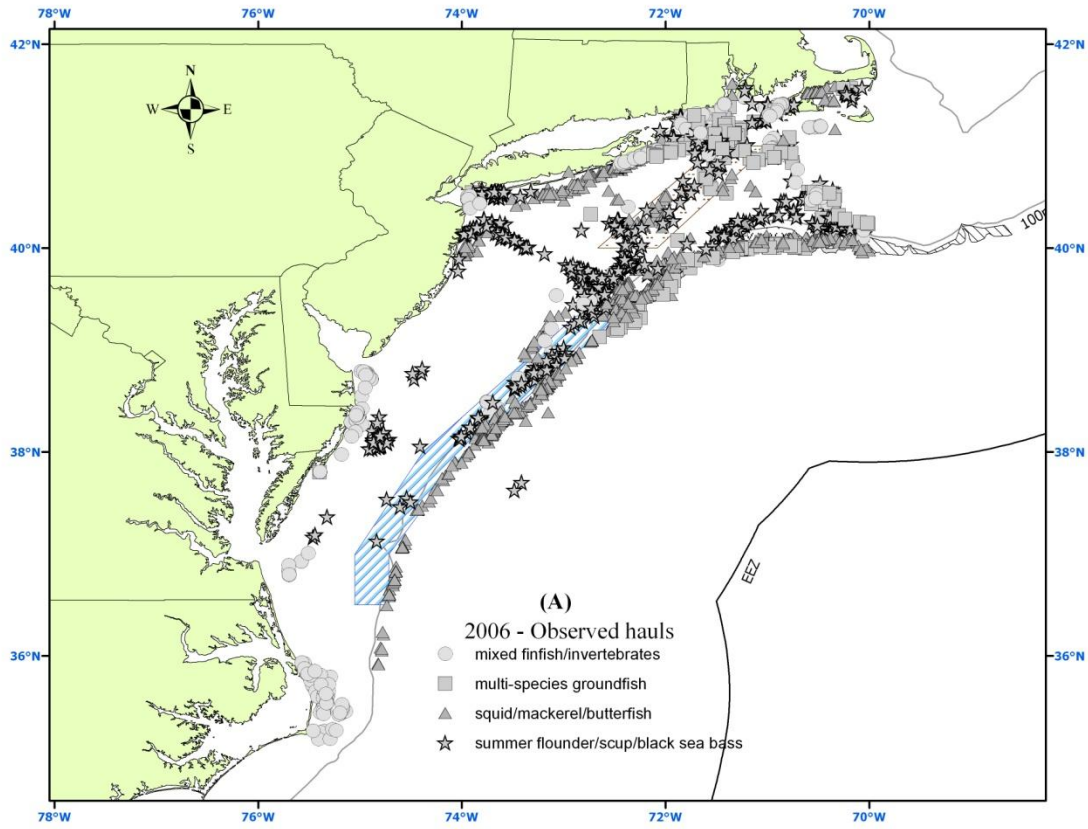 78°W 76°W 74°W 72°W 70°W
42°N 42°N
N
W E
S
40°N 40°N
100
38°N 38°N
EEZ
(A)
2006 - Observed hauls
36°N 36°N
mixed finfish/invertebrates
multi-species groundfish
squid/mackerel/butterfish
summer flounder/scup/black sea bass
78°W 76°W 74°W 72°W 70°W